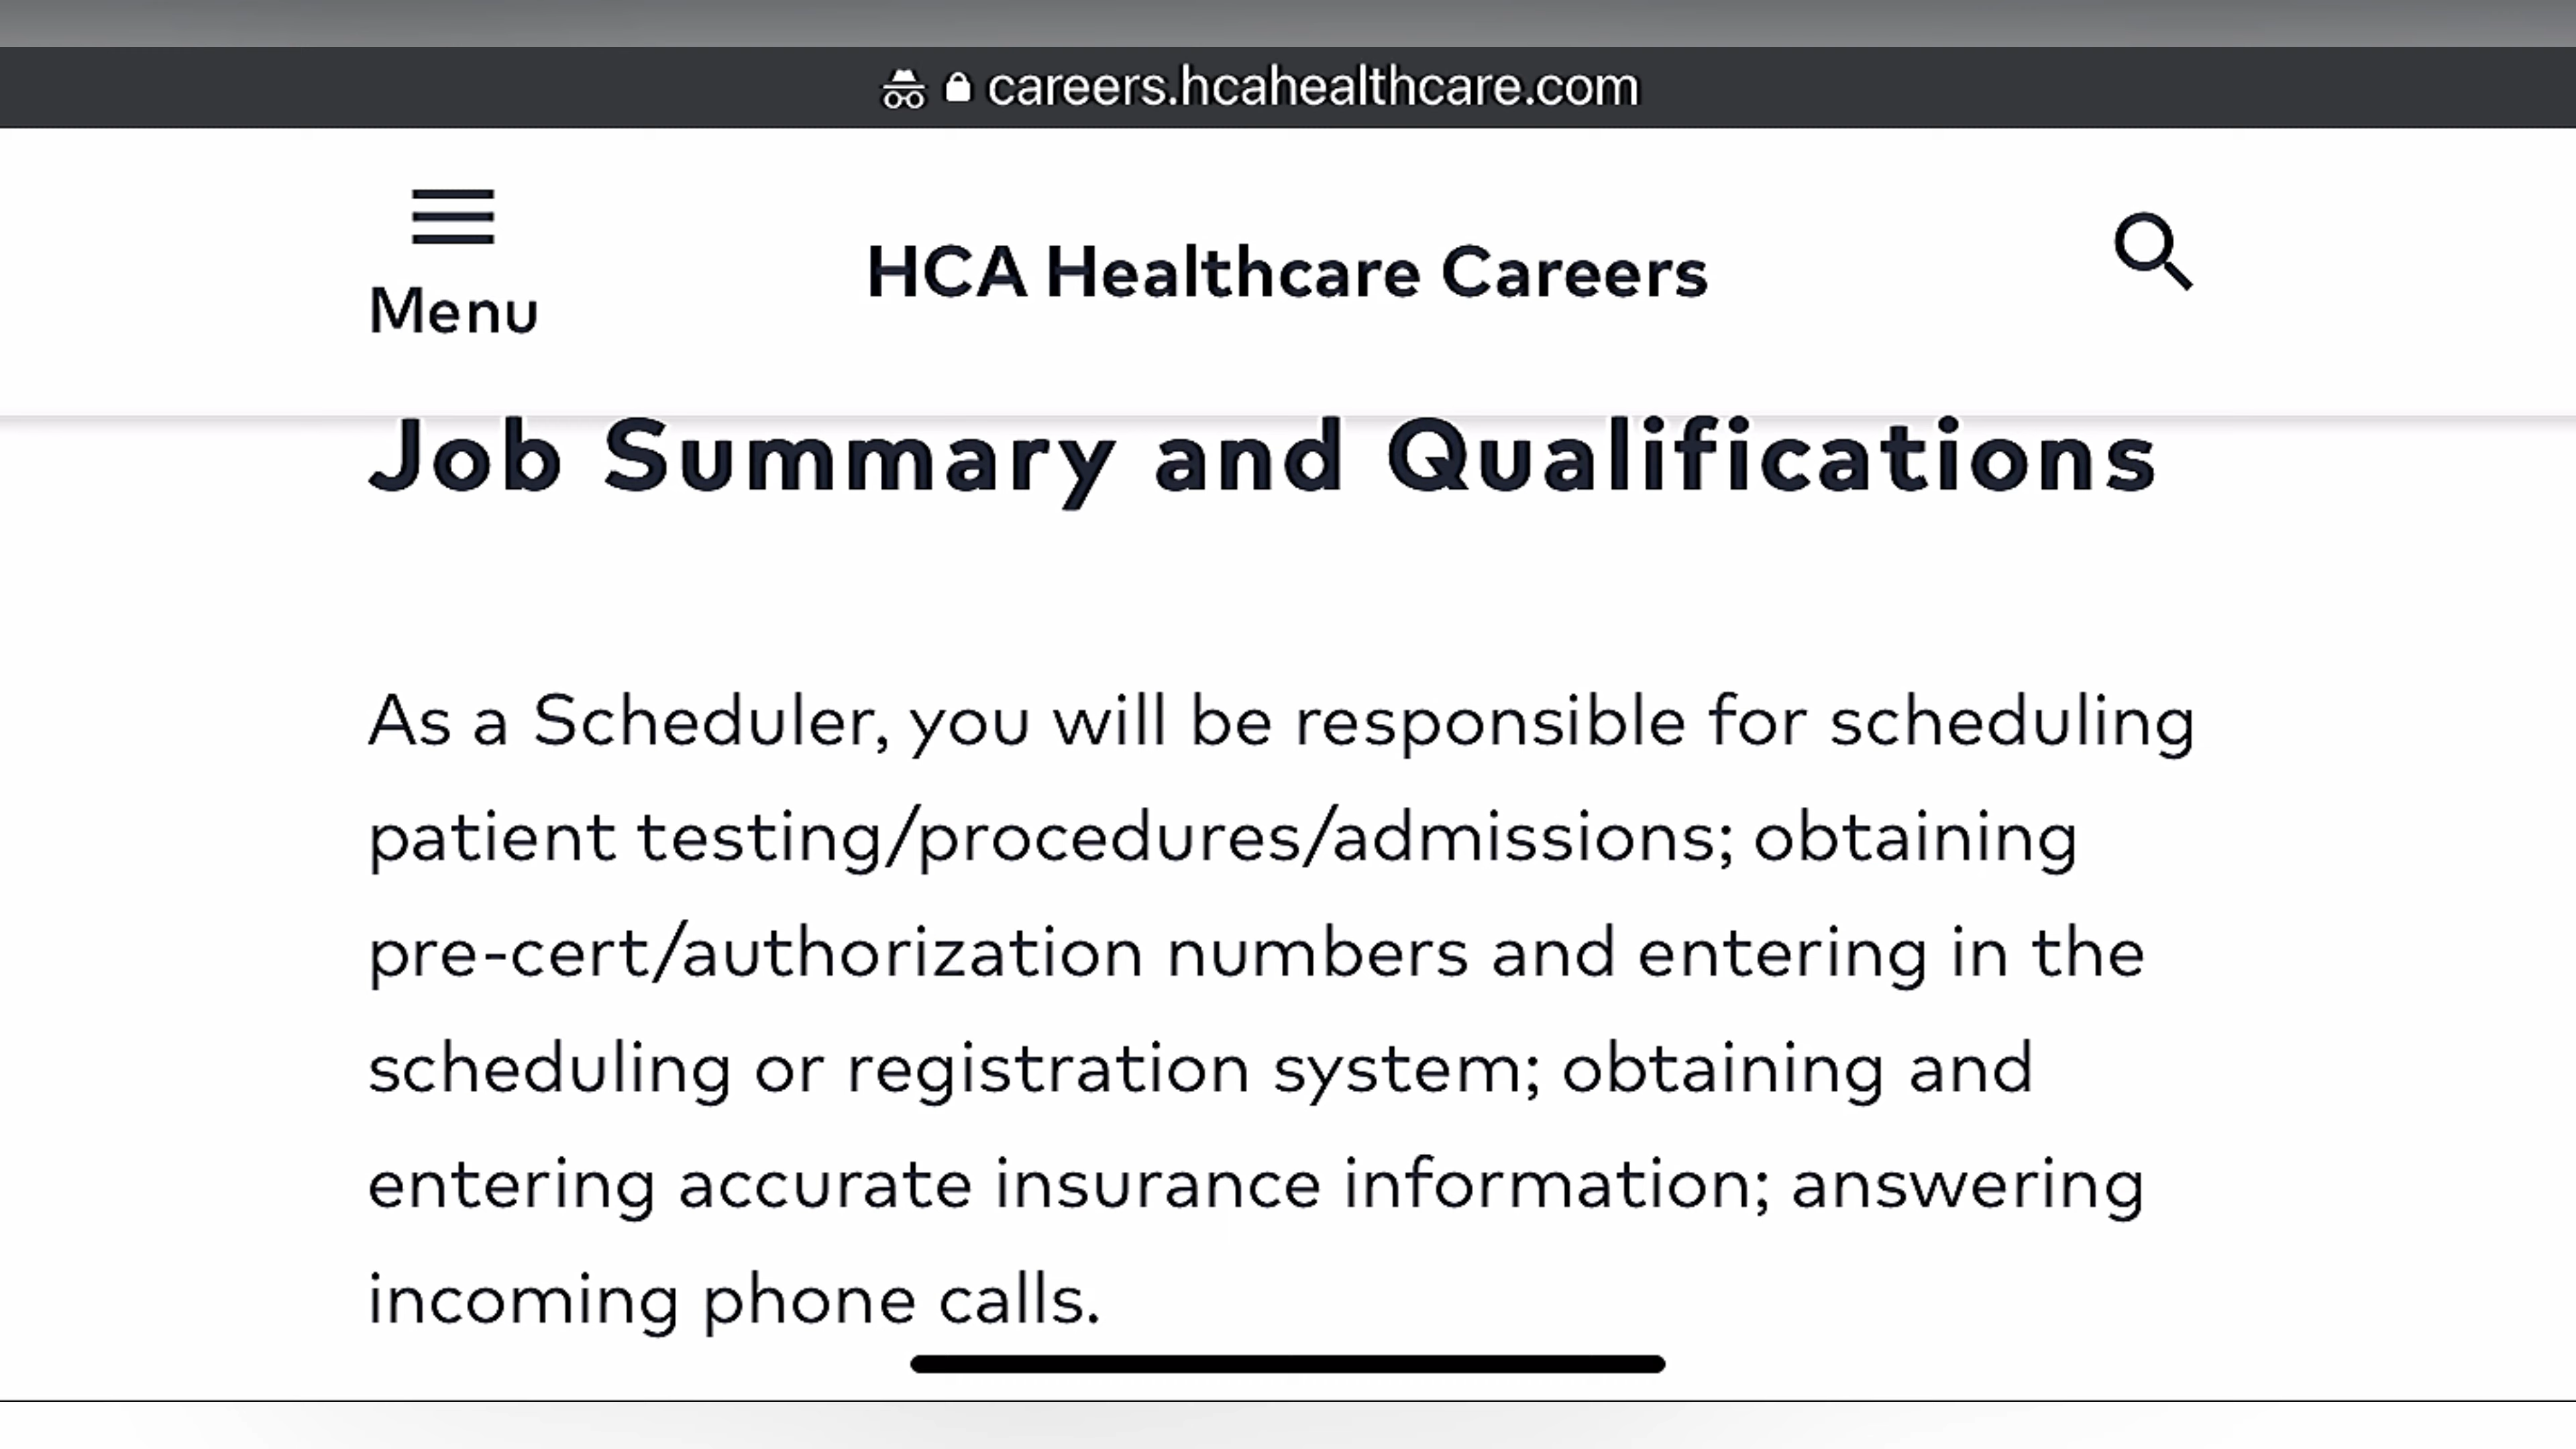 careers.hcahealthcare.com
Menu
HCA Healthcare Careers
Job Summary and Qualifications
As a Scheduler, you will be responsible for scheduling
patient testing/procedures/admissions; obtaining
pre-cert/authorization numbers and entering in the
scheduling or registration system; obtaining and
entering accurate insurance information; answering
incoming phone calls.